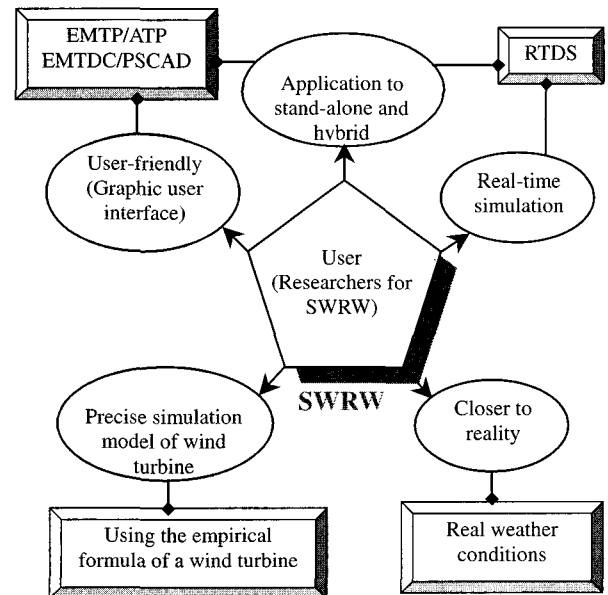 EMTP/ATP
EMTDC/PSCAD
RTDS
Application to
stand-alone and
hvbrid
User-friendly
(Graphic user
interface)
Real-time
simulation
User
(Researchers for
SWRW)
SWRW
Precise simulation
model of wind
turbine
Closer to
reality
Using the empirical
formula of a wind turbine
Real weather
conditions